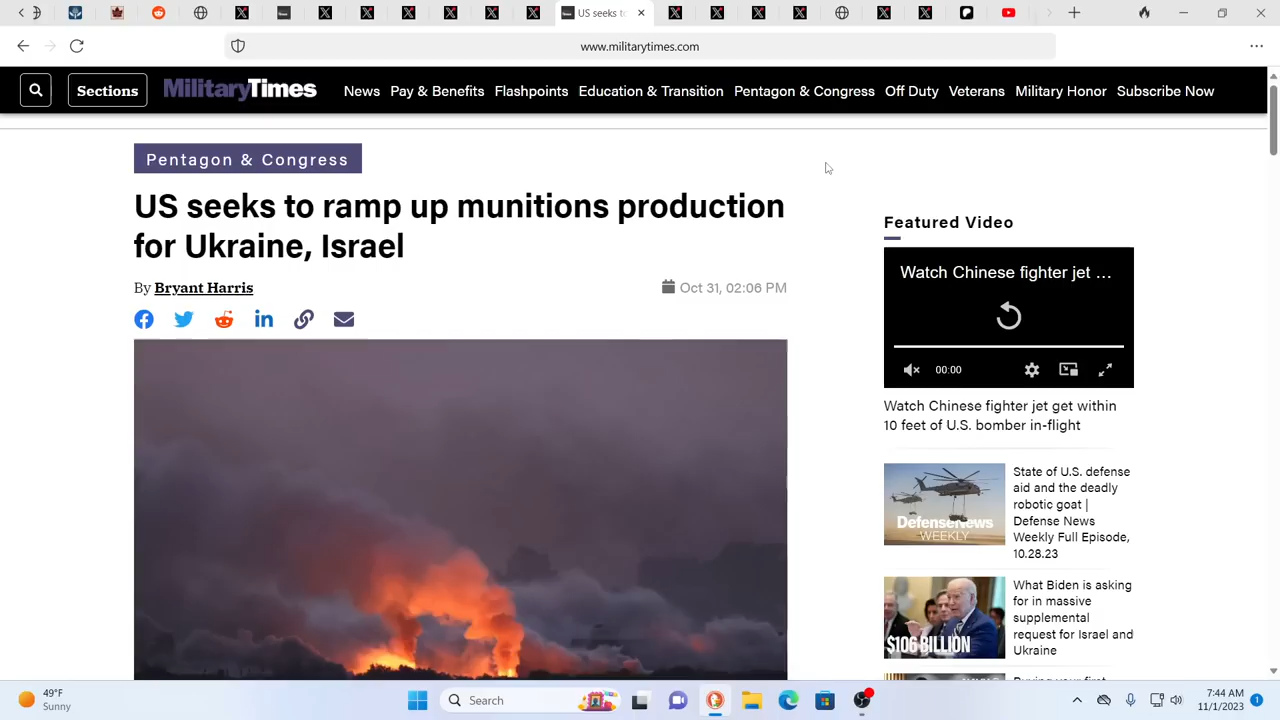 US seeks to
www.militarytimes.com
Sections
MilitaryTimes
News
Pay & Benefits
Flashpoints
Education & Transition
Pentagon & Congress
Off Duty
Veterans
Military Honor
Subscribe Now
Pentagon & Congress
US seeks to ramp up munitions production
for Ukraine, Israel
By Bryant Harris
Oct 31, 02:06 PM
Featured Video
Watch Chinese fighter jet ...
00:00
Watch Chinese fighter jet get within
10 feet of U.S. bomber in-flight
DefenseNews
WEEKLY
State of U.S. defense
aid and the deadly
robotic goat |
Defense News
Weekly Full Episode,
10.28.23
$106 BILLION
What Biden is asking
for in massive
supplemental
request for Israel and
Ukraine
49°F
Sunny
Search
7:44 AM
11/1/2023
1